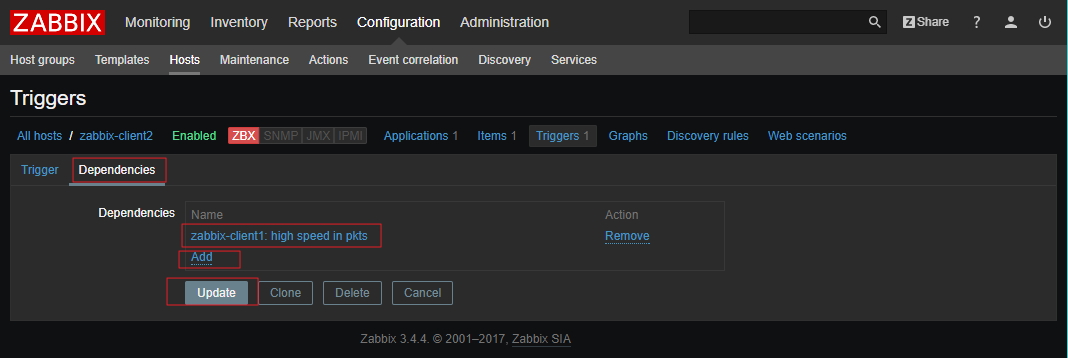 ZABBIX Monitoring Inventory Reports Configuration Administration Z Share ?
Host groups Templates Hosts Maintenance Actions Event correlation Discovery Services
Triggers
All hosts / zabbix-client2 Enabled ZBX SNMP JMX IPMI Applications 1 Items 1 Triggers 1 Graphs Discovery rules Web scenarios
Trigger Dependencies
Dependencies Name Action
zabbix-client1: high speed in pkts Remove
Add
Update Clone Delete Cancel
Zabbix 3.4.4. © 2001–2017, Zabbix SIA